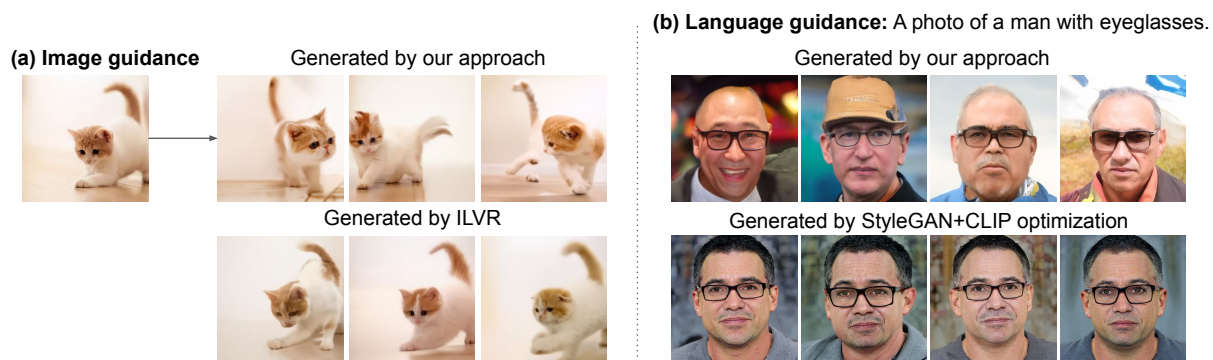 (a) Image guidance
Generated by our approach
Generated by ILVR
(b) Language guidance: A photo of a man with eyeglasses.
Generated by our approach
Generated by StyleGAN+CLIP optimization